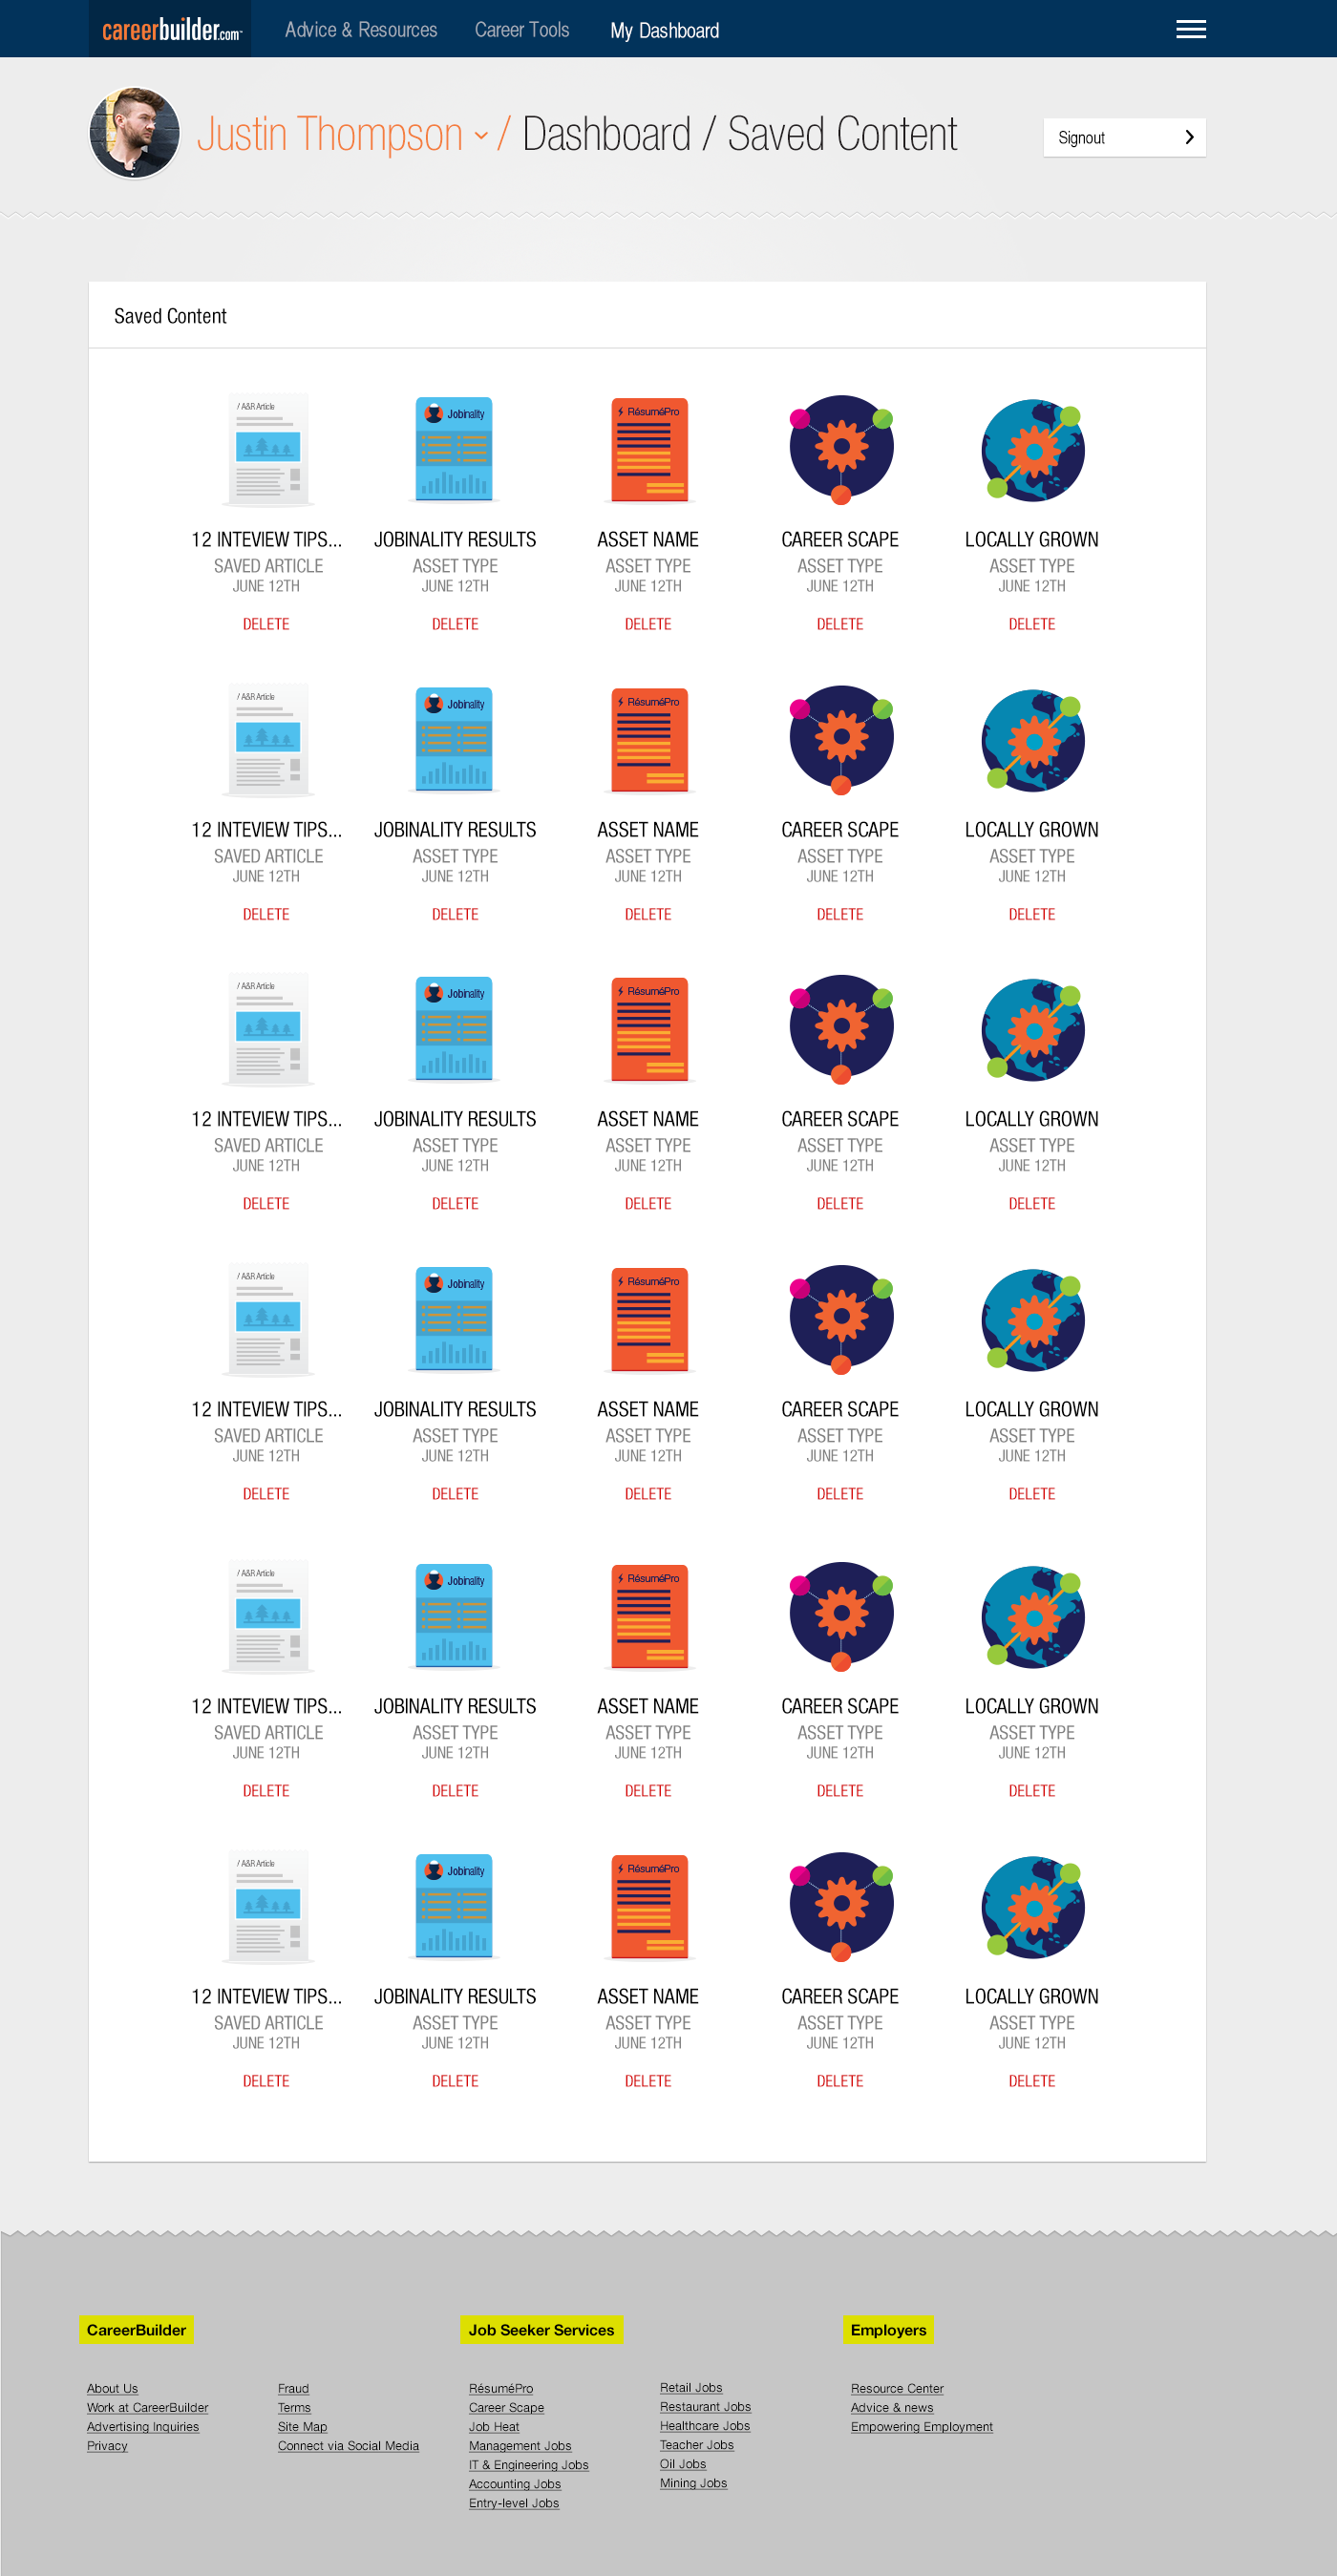 careerbuilder.com
Advice & Resources Career Tools My Dashboard
Justin Thompson / Dashboard / Saved Content
Signout
Saved Content
/ A&R Article Jobinality RésuméPro
12 INTEVIEW TIPS... JOBINALITY RESULTS ASSET NAME CAREER SCAPE LOCALLY GROWN
SAVED ARTICLE ASSET TYPE ASSET TYPE ASSET TYPE ASSET TYPE
JUNE 12TH JUNE 12TH JUNE 12TH JUNE 12TH JUNE 12TH
DELETE DELETE DELETE DELETE DELETE
/ A&R Article Jobinality RésuméPro
12 INTEVIEW TIPS... JOBINALITY RESULTS ASSET NAME CAREER SCAPE LOCALLY GROWN
SAVED ARTICLE ASSET TYPE ASSET TYPE ASSET TYPE ASSET TYPE
JUNE 12TH JUNE 12TH JUNE 12TH JUNE 12TH JUNE 12TH
DELETE DELETE DELETE DELETE DELETE
/ A&R Article Jobinality RésuméPro
12 INTEVIEW TIPS... JOBINALITY RESULTS ASSET NAME CAREER SCAPE LOCALLY GROWN
SAVED ARTICLE ASSET TYPE ASSET TYPE ASSET TYPE ASSET TYPE
JUNE 12TH JUNE 12TH JUNE 12TH JUNE 12TH JUNE 12TH
DELETE DELETE DELETE DELETE DELETE
/ A&R Article Jobinality RésuméPro
12 INTEVIEW TIPS... JOBINALITY RESULTS ASSET NAME CAREER SCAPE LOCALLY GROWN
SAVED ARTICLE ASSET TYPE ASSET TYPE ASSET TYPE ASSET TYPE
JUNE 12TH JUNE 12TH JUNE 12TH JUNE 12TH JUNE 12TH
DELETE DELETE DELETE DELETE DELETE
/ A&R Article Jobinality RésuméPro
12 INTEVIEW TIPS... JOBINALITY RESULTS ASSET NAME CAREER SCAPE LOCALLY GROWN
SAVED ARTICLE ASSET TYPE ASSET TYPE ASSET TYPE ASSET TYPE
JUNE 12TH JUNE 12TH JUNE 12TH JUNE 12TH JUNE 12TH
DELETE DELETE DELETE DELETE DELETE
/ A&R Article Jobinality RésuméPro
12 INTEVIEW TIPS... JOBINALITY RESULTS ASSET NAME CAREER SCAPE LOCALLY GROWN
SAVED ARTICLE ASSET TYPE ASSET TYPE ASSET TYPE ASSET TYPE
JUNE 12TH JUNE 12TH JUNE 12TH JUNE 12TH JUNE 12TH
DELETE DELETE DELETE DELETE DELETE
CareerBuilder
About Us
Work at CareerBuilder
Advertising Inquiries
Privacy
Fraud
Terms
Site Map
Connect via Social Media
Job Seeker Services
RésuméPro
Career Scape
Job Heat
Management Jobs
IT & Engineering Jobs
Accounting Jobs
Entry-level Jobs
Retail Jobs
Restaurant Jobs
Healthcare Jobs
Teacher Jobs
Oil Jobs
Mining Jobs
Employers
Resource Center
Advice & news
Empowering Employment